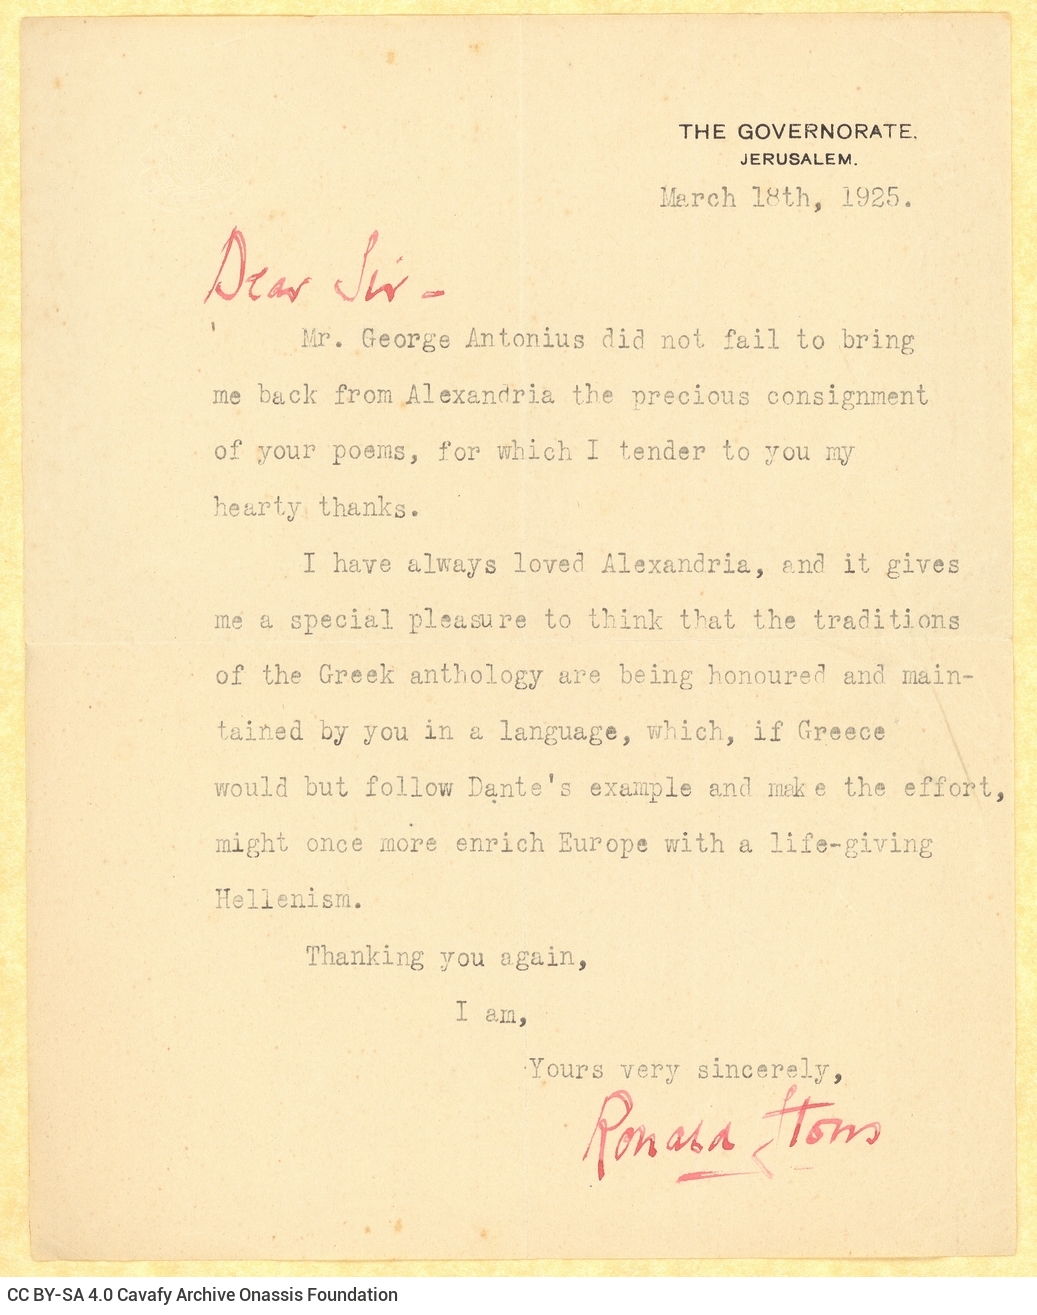 THE GOVERNORATE.
JERUSALEM.
March 18th, 1925.
Dear Sir -
Mr. George Antonius did not fail to bring
me back from Alexandria the precious consignment
of your poems, for which I tender to you my
hearty thanks.
I have always loved Alexandria, and it gives
me a special pleasure to think that the traditions
of the Greek anthology are being honoured and main-
tained by you in a language, which, if Greece
would but follow Dante's example and make the effort,
might once more enrich Europe with a life-giving
Hellenism.
Thanking you again,
I am,
Yours very sincerely,
Ronald Storrs
CC BY-SA 4.0 Cavafy Archive Onassis Foundation